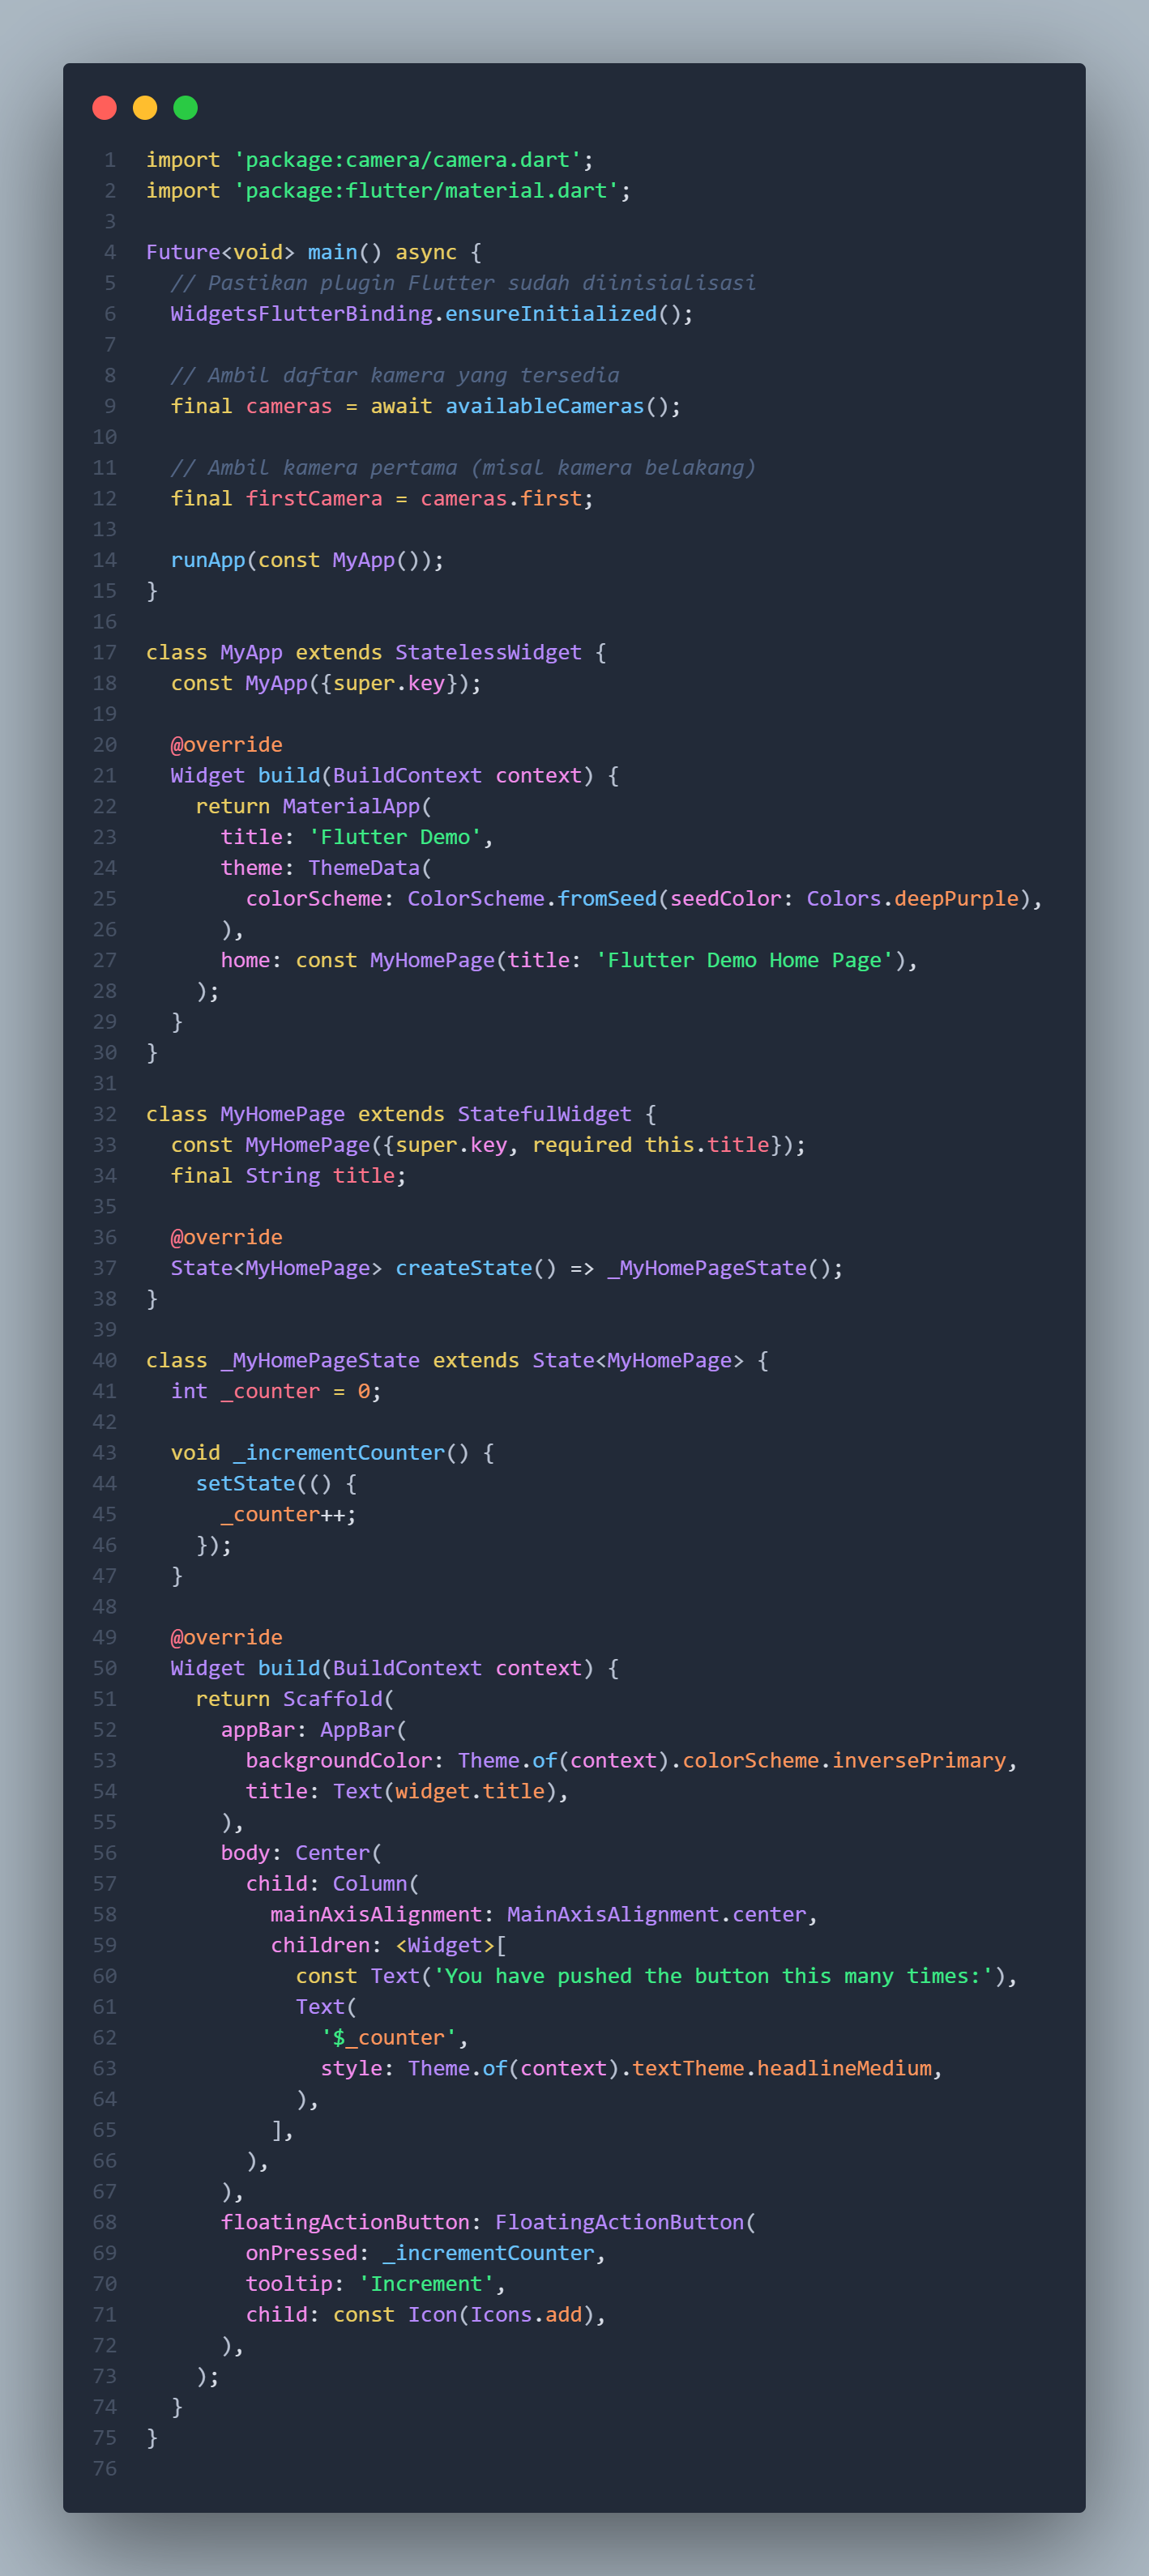 1 import 'package:camera/camera.dart';
2 import 'package:flutter/material.dart';
3
4 Future<void> main() async {
5   // Pastikan plugin Flutter sudah diinisialisasi
6   WidgetsFlutterBinding.ensureInitialized();
7
8   // Ambil daftar kamera yang tersedia
9   final cameras = await availableCameras();
10
11   // Ambil kamera pertama (misal kamera belakang)
12   final firstCamera = cameras.first;
13
14   runApp(const MyApp());
15 }
16
17 class MyApp extends StatelessWidget {
18   const MyApp({super.key});
19
20   @override
21   Widget build(BuildContext context) {
22     return MaterialApp(
23       title: 'Flutter Demo',
24       theme: ThemeData(
25         colorScheme: ColorScheme.fromSeed(seedColor: Colors.deepPurple),
26       ),
27       home: const MyHomePage(title: 'Flutter Demo Home Page'),
28     );
29   }
30 }
31
32 class MyHomePage extends StatefulWidget {
33   const MyHomePage({super.key, required this.title});
34   final String title;
35
36   @override
37   State<MyHomePage> createState() => _MyHomePageState();
38 }
39
40 class _MyHomePageState extends State<MyHomePage> {
41   int _counter = 0;
42
43   void _incrementCounter() {
44     setState(() {
45       _counter++;
46     });
47   }
48
49   @override
50   Widget build(BuildContext context) {
51     return Scaffold(
52       appBar: AppBar(
53         backgroundColor: Theme.of(context).colorScheme.inversePrimary,
54         title: Text(widget.title),
55       ),
56       body: Center(
57         child: Column(
58           mainAxisAlignment: MainAxisAlignment.center,
59           children: <Widget>[
60             const Text('You have pushed the button this many times:'),
61             Text(
62               '$_counter',
63               style: Theme.of(context).textTheme.headlineMedium,
64             ),
65           ],
66         ),
67       ),
68       floatingActionButton: FloatingActionButton(
69         onPressed: _incrementCounter,
70         tooltip: 'Increment',
71         child: const Icon(Icons.add),
72       ),
73     );
74   }
75 }
76